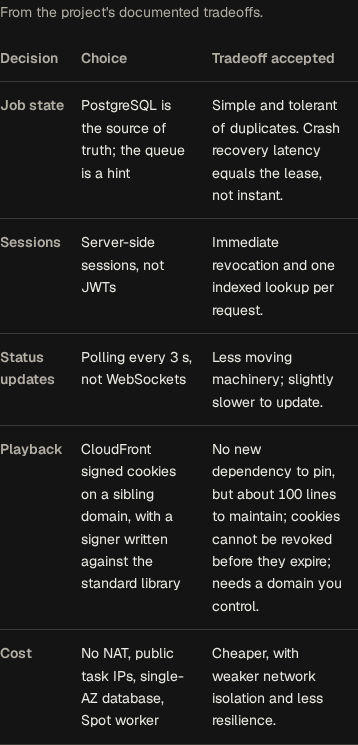 From the project's documented tradeoffs.
Decision Choice Tradeoff accepted
Job state PostgreSQL is Simple and tolerant
the source of of duplicates. Crash
truth; the queue recovery latency
is a hint equals the lease,
not instant.
Sessions Server-side Immediate
sessions, not revocation and one
JWTs indexed lookup per
request.
Status Polling every 3 s, Less moving
updates not WebSockets machinery; slightly
slower to update.
Playback CloudFront No new
signed cookies dependency to pin,
on a sibling but about 100 lines
domain, with a to maintain; cookies
signer written cannot be revoked
against the before they expire;
standard library needs a domain you
control.
Cost No NAT, public Cheaper, with
task IPs, single- weaker network
AZ database, isolation and less
Spot worker resilience.